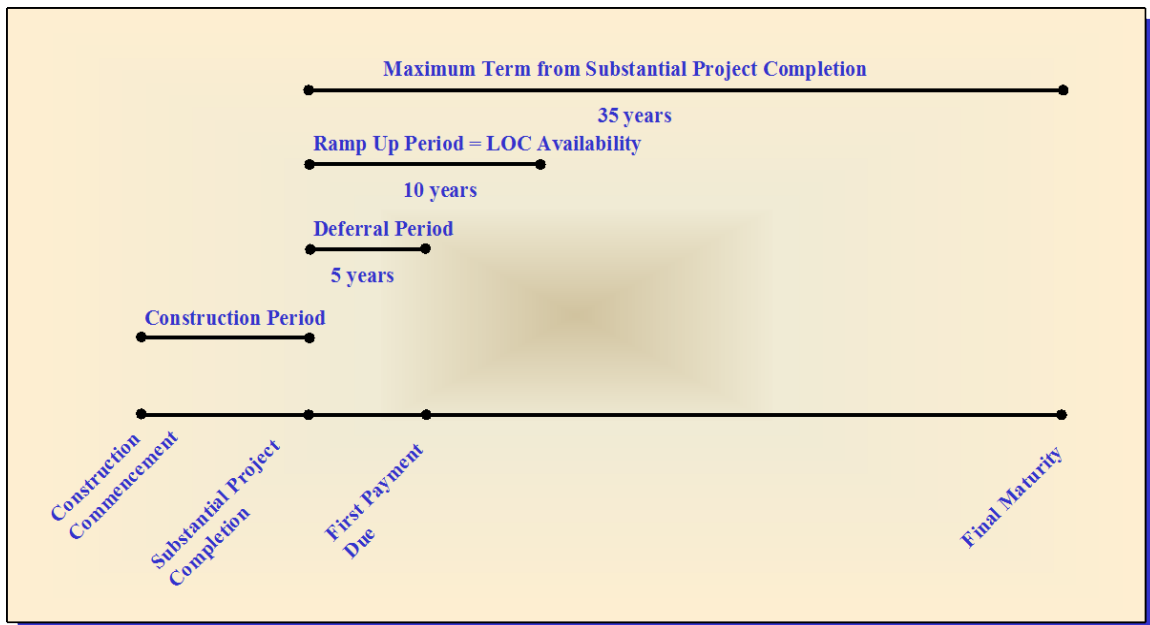 Maximum Term from Substantial Project Completion
35 years
Ramp Up Period = LOC Availability
10 years
Deferral Period
5 years
Construction Period
Construction
Commencement
Substantial Project
Completion
First Payment
Due
Final Maturity